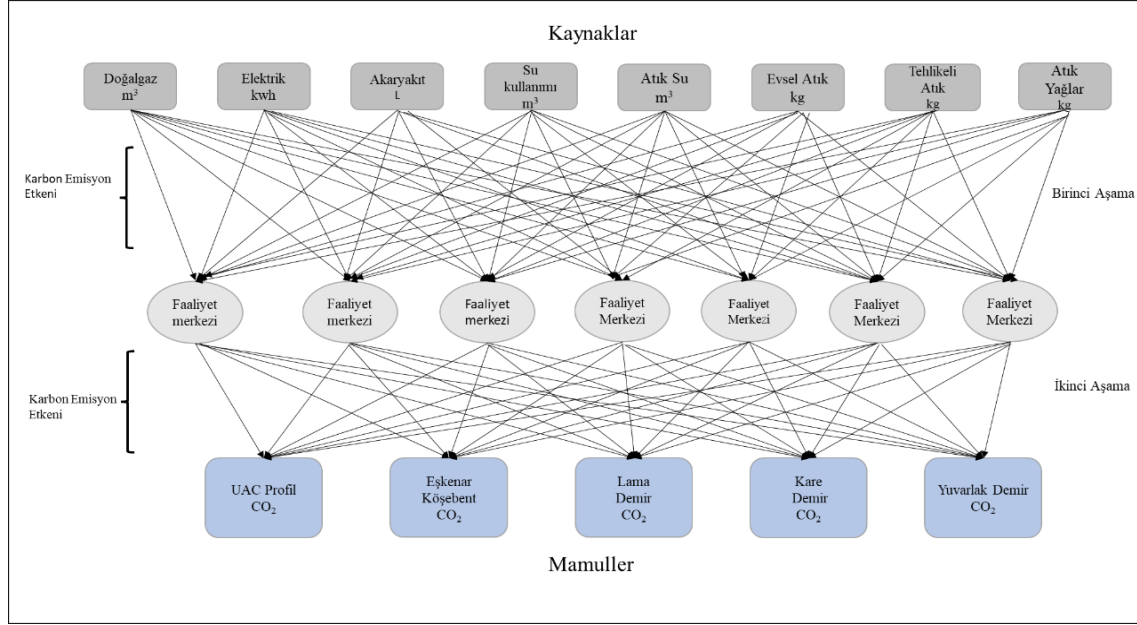 Kaynaklar
Doğalgaz
m³
Elektrik
kwh
Akaryakıt
L
Su
kullanımı
m³
Atık Su
m³
Evsel Atık
kg
Tehlikeli
Atık
kg
Atık
Yağlar
kg
Karbon Emisyon
Etkeni
Birinci Aşama
Faaliyet
merkezi
Faaliyet
merkezi
Faaliyet
merkezi
Faaliyet
Merkezi
Faaliyet
Merkezi
Faaliyet
Merkezi
Faaliyet
Merkezi
Karbon Emisyon
Etkeni
İkinci Aşama
UAC Profil
CO₂
Eşkenar
Köşebent
CO₂
Lama
Demir
CO₂
Kare
Demir
CO₂
Yuvarlak Demir
CO₂
Mamuller